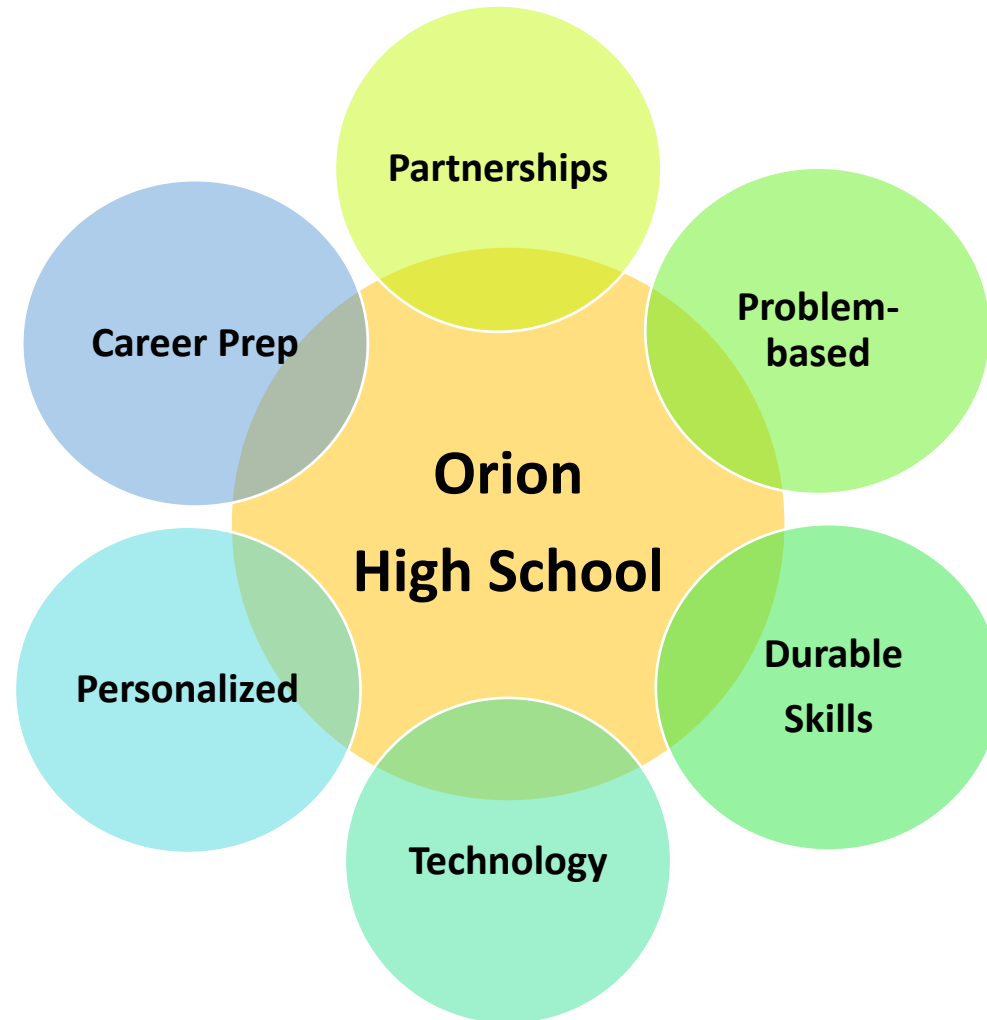 Partnerships
Problem-
based
Career Prep
Orion
High School
Durable
Skills
Personalized
Technology